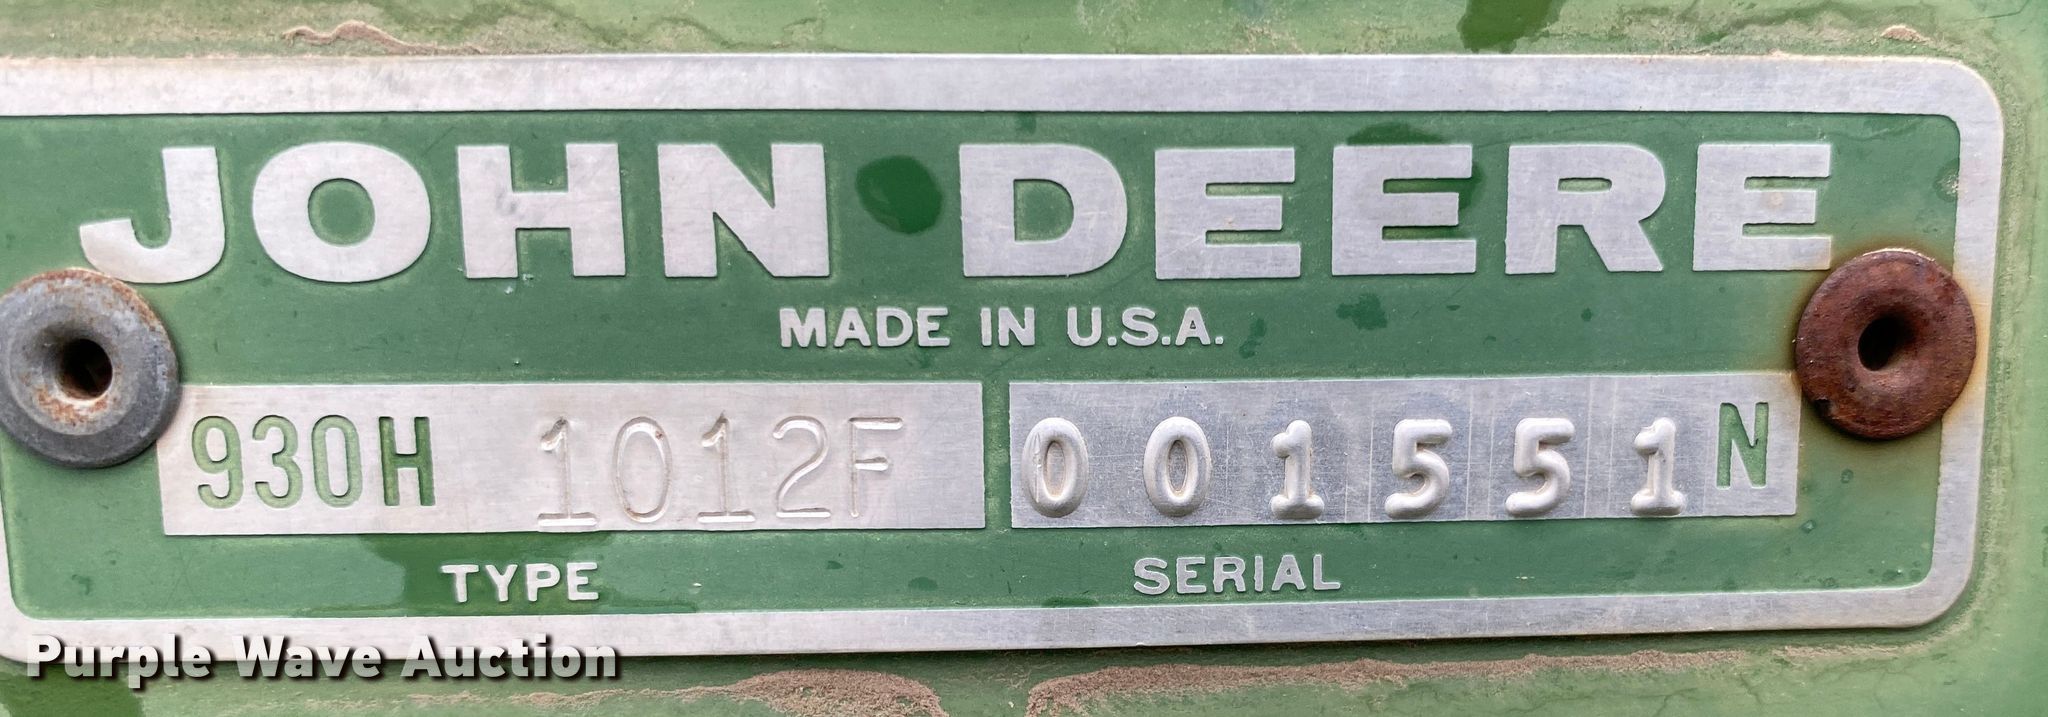 JOHN DEERE
MADE IN U.S.A.
930H 1012F 001551N
TYPE SERIAL
Purple Wave Auction